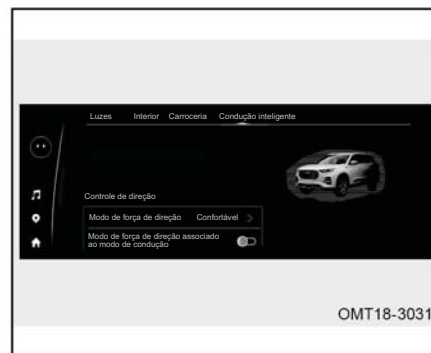 Luzes Interior Carroceria Condução inteligente
Controle de direção
Modo de força de direção Confortável
Modo de força de direção associado
ao modo de condução
OMT18-3031